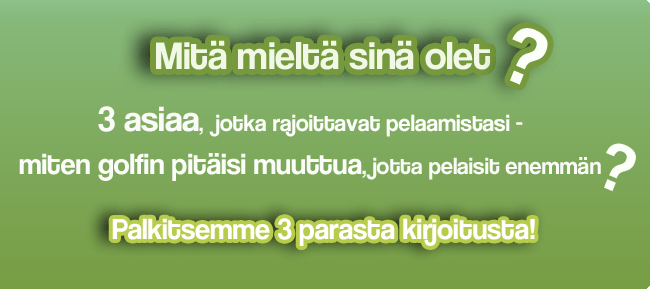 Mitä mieltä sinä olet ?
3 asiaa, jotka rajoittavat pelaamistasi -
miten golfin pitäisi muuttua, jotta pelaisit enemmän ?
Palkitsemme 3 parasta kirjoitusta!